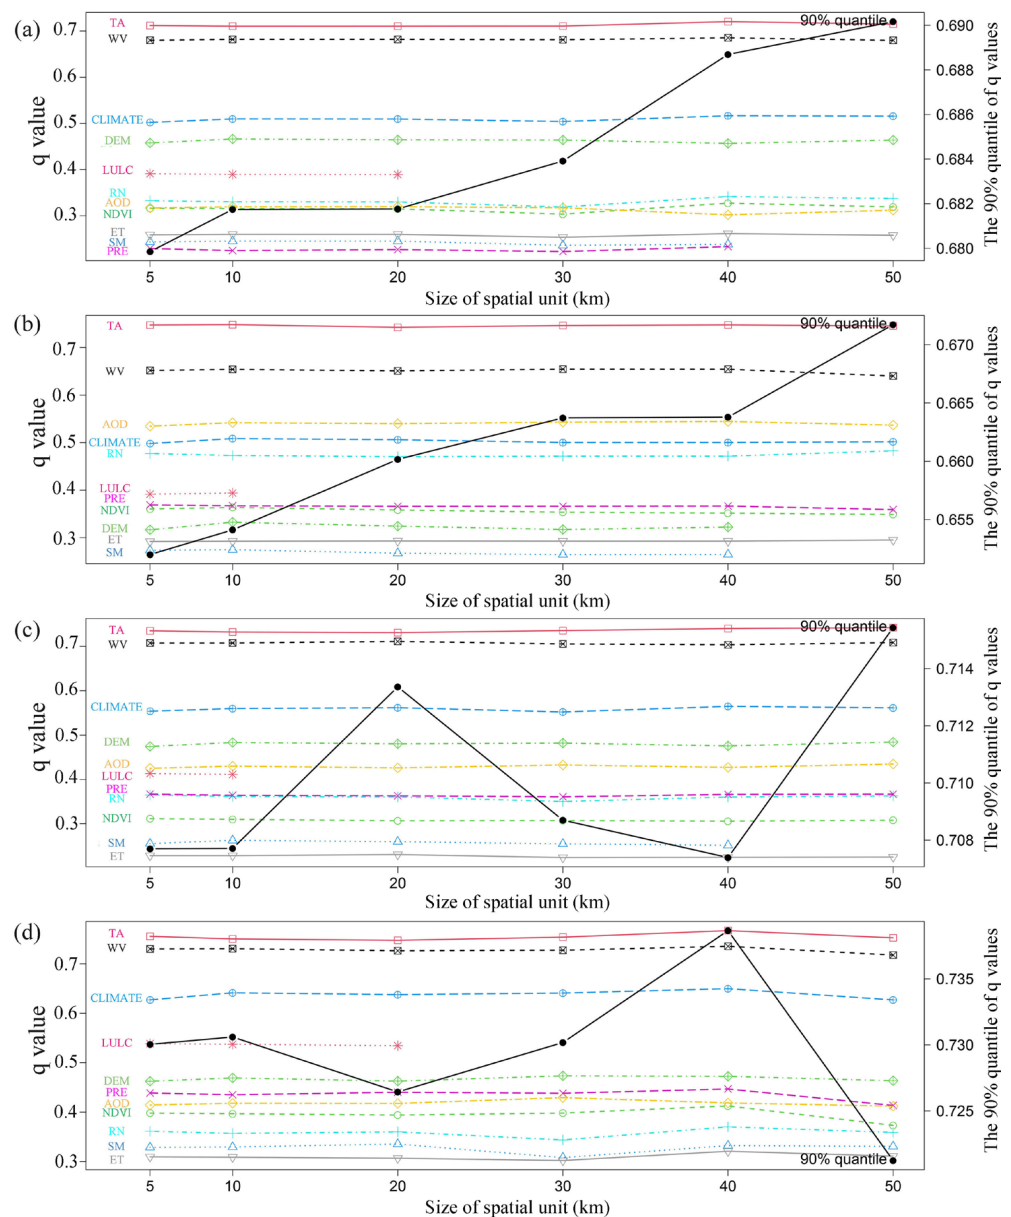 (a)
q value
0.7
0.6
0.5
0.4
0.3
TA
WV
CLIMATE
DEM
LULC
RN
AOD
NDVI
ET
SM
PRE
90% quantile
0.690
0.688
0.686
0.684
0.682
0.680
The 90% quantile of q values
5 10 20 30 40 50
Size of spatial unit (km)
(b)
q value
0.7
0.6
0.5
0.4
0.3
TA
WV
AOD
CLIMATE
RN
LULC
PRE
NDVI
DEM
ET
SM
90% quantile
0.670
0.665
0.660
0.655
The 90% quantile of q values
5 10 20 30 40 50
Size of spatial unit (km)
(c)
q value
0.7
0.6
0.5
0.4
0.3
TA
WV
CLIMATE
DEM
AOD
LULC
PRE
RN
NDVI
SM
ET
90% quantile
0.714
0.712
0.710
0.708
The 90% quantile of q values
5 10 20 30 40 50
Size of spatial unit (km)
(d)
q value
0.7
0.6
0.5
0.4
0.3
TA
WV
CLIMATE
LULC
DEM
PRE
AOD
NDVI
RN
SM
ET
90% quantile
0.735
0.730
0.725
The 90% quantile of q values
5 10 20 30 40 50
Size of spatial unit (km)